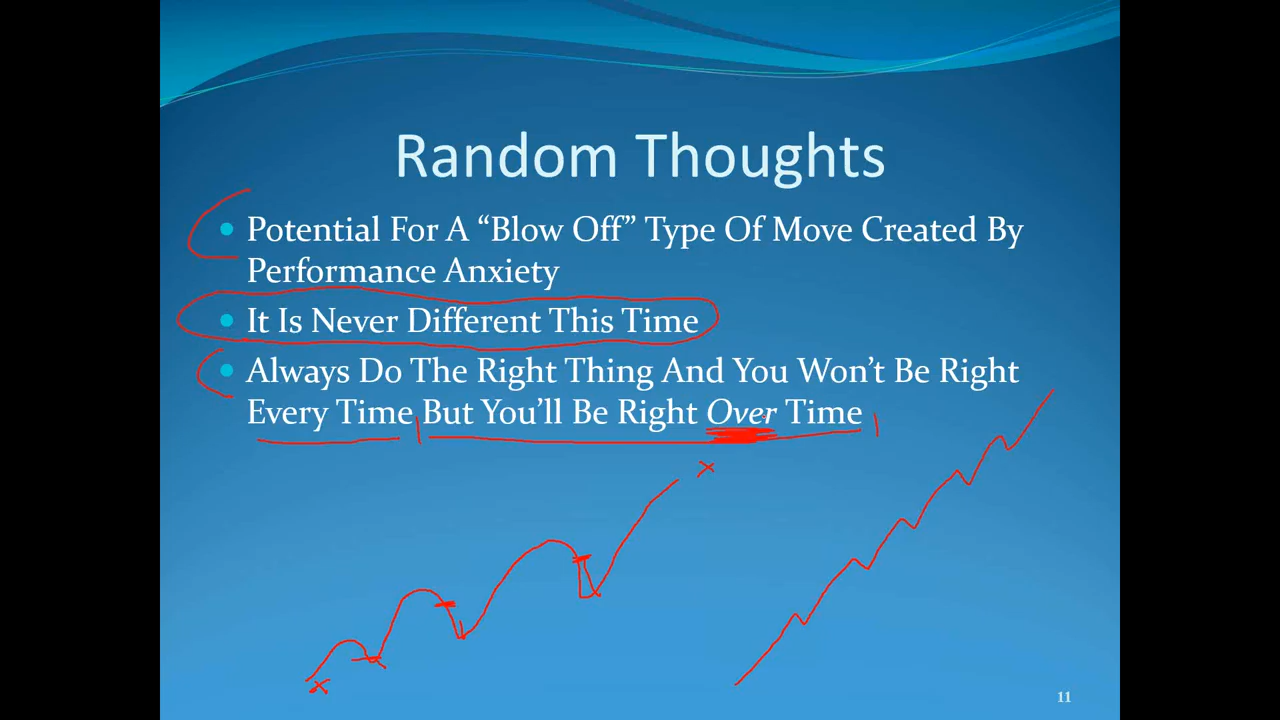 Random Thoughts
Potential For A “Blow Off” Type Of Move Created By
Performance Anxiety
It Is Never Different This Time
Always Do The Right Thing And You Won’t Be Right
Every Time But You’ll Be Right Over Time
11